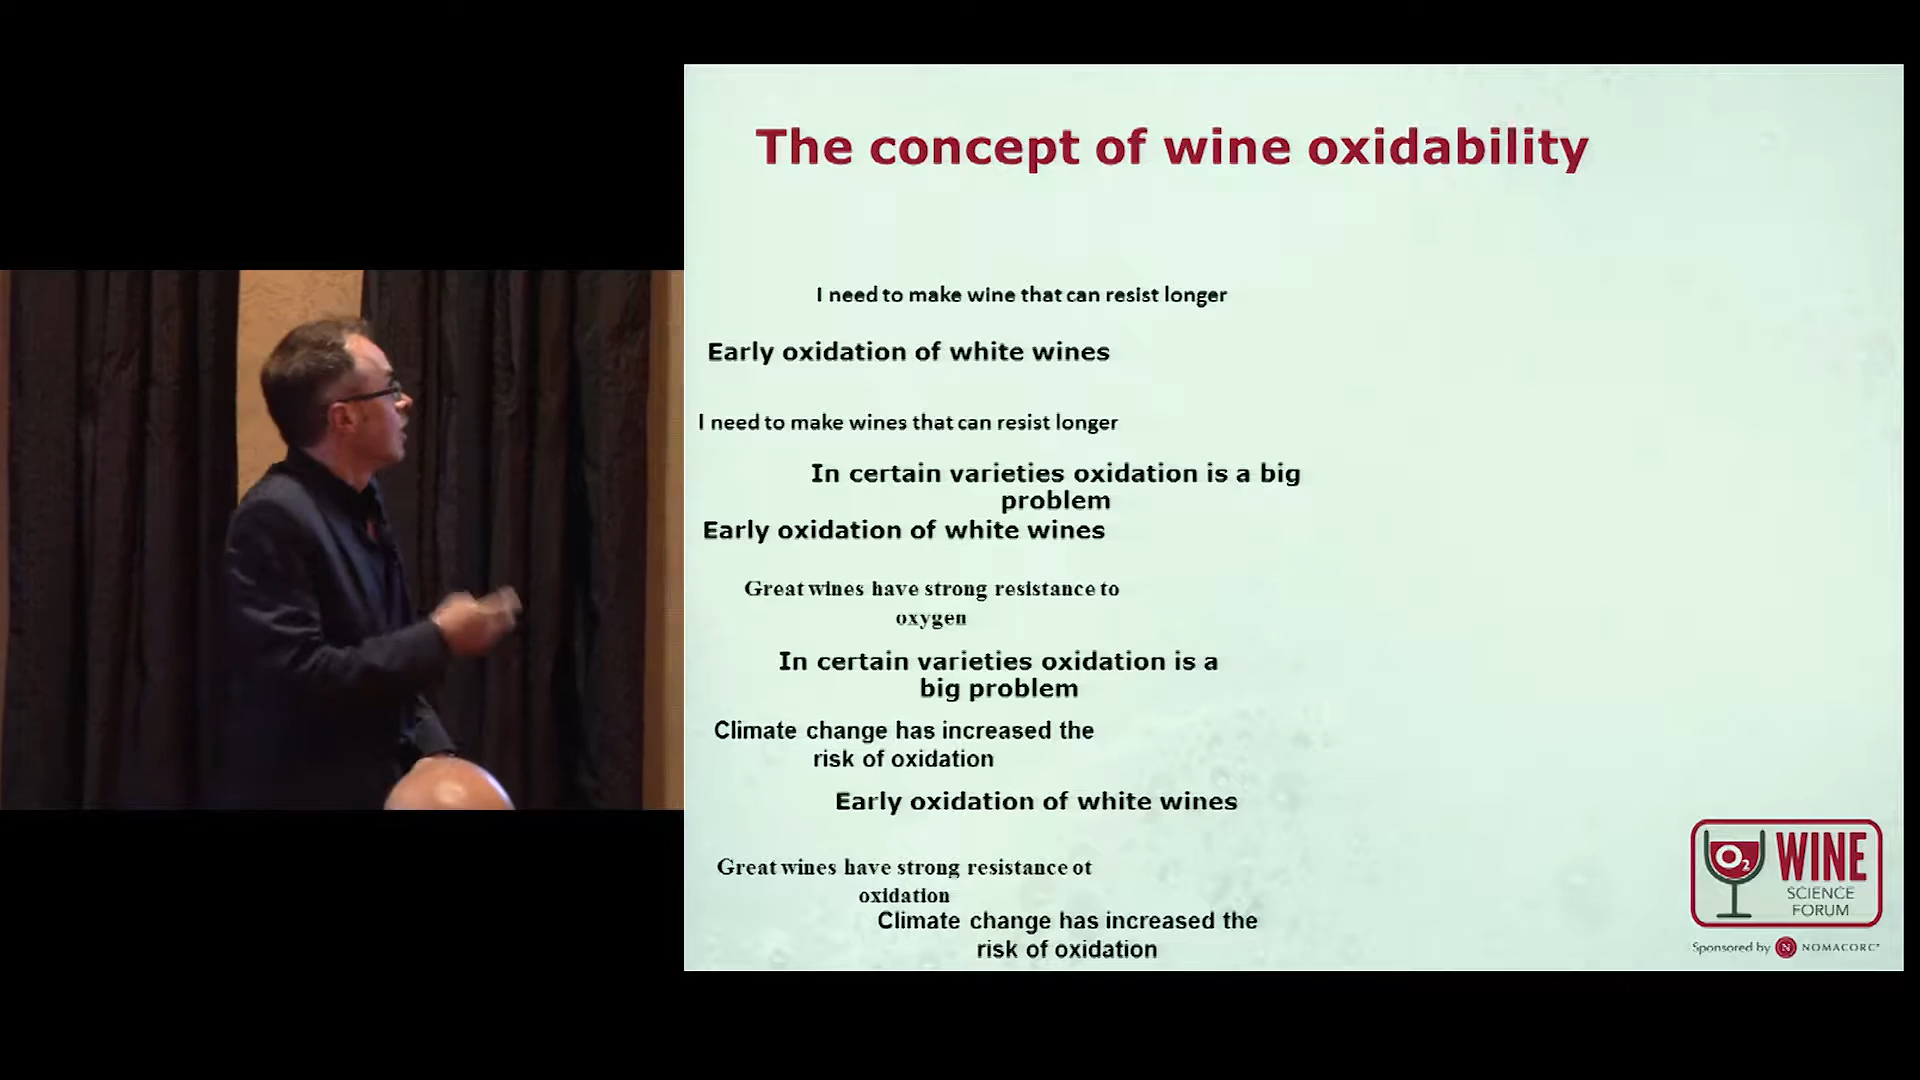 The concept of wine oxidability
I need to make wine that can resist longer
Early oxidation of white wines
I need to make wines that can resist longer
In certain varieties oxidation is a big
problem
Early oxidation of white wines
Great wines have strong resistance to
oxygen
In certain varieties oxidation is a
big problem
Climate change has increased the
risk of oxidation
Early oxidation of white wines
Great wines have strong resistance ot
oxidation
Climate change has increased the
risk of oxidation
O2 WINE
SCIENCE
FORUM
Sponsored by N NOMACORC